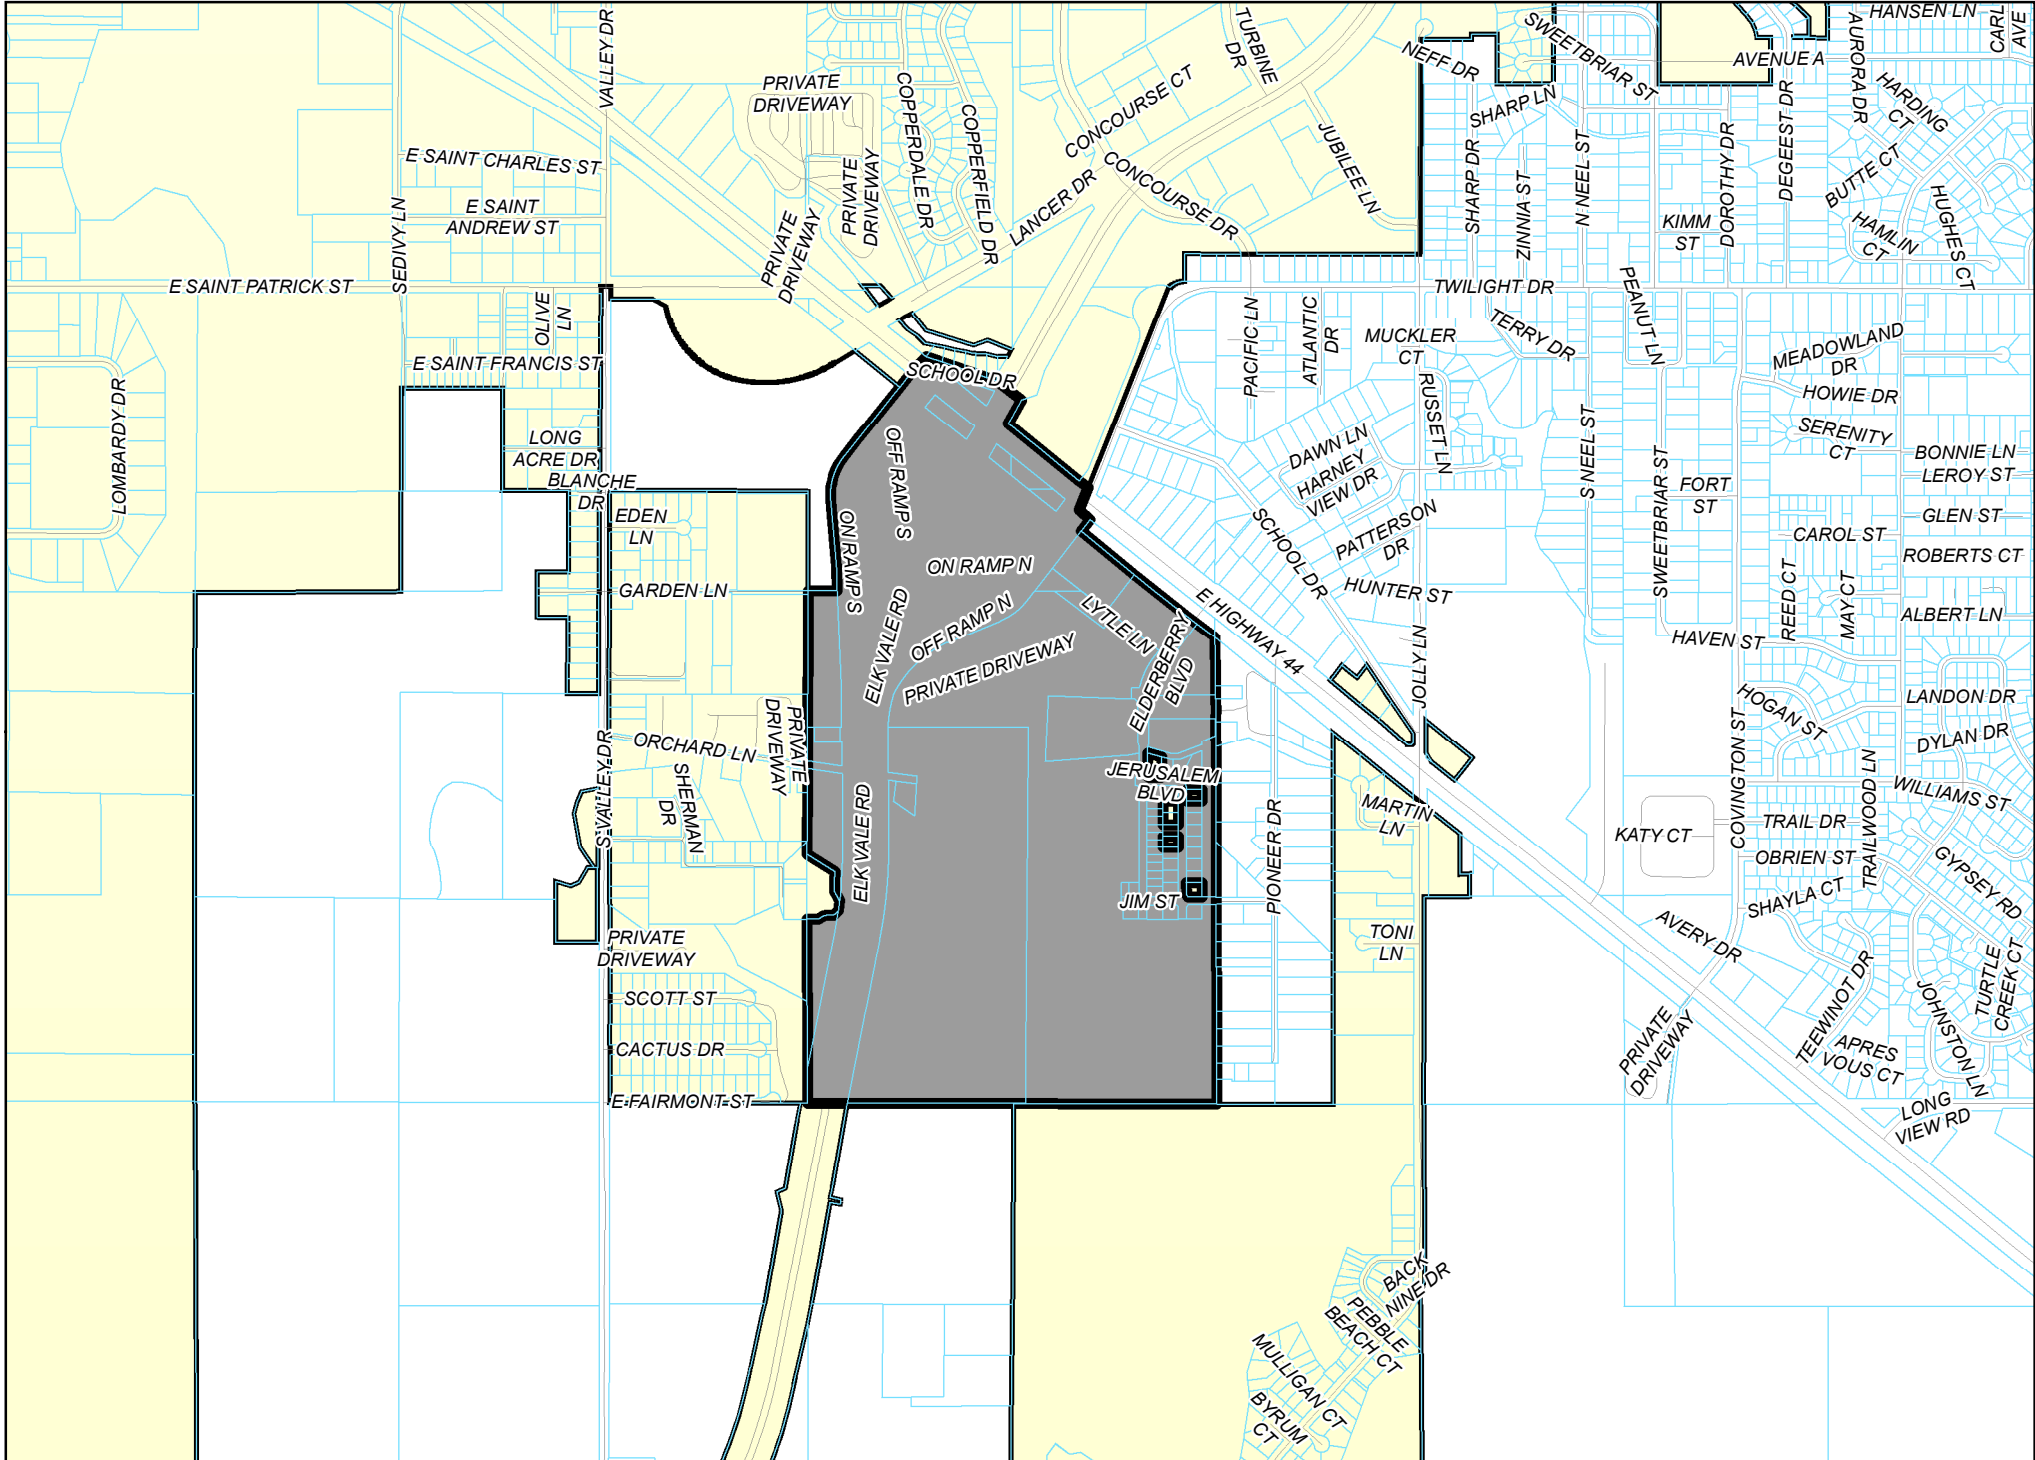 HANSEN LN
CARL
AVE
VALLEY DR
TURBINE
DR
NEFF DR
SWEETBRIAR ST
AVENUE A
AURORA DR
HARDING
CT
PRIVATE
DRIVEWAY
COPPERDALE DR
COPPERFIELD DR
CONCOURSE CT
SHARP LN
JUBILEE LN
E SAINT CHARLES ST
PRIVATE
DRIVEWAY
CONCOURSE DR
LANCER DR
SHARP DR
ZINNIA ST
N NEEL ST
DOROTHY DR
DEGEEST DR
BUTTE CT
HUGHES CT
E SAINT
ANDREW ST
SEDIVY LN
PRIVATE
DRIVEWAY
KIMM
ST
HAMLIN
CT
E SAINT PATRICK ST
TWILIGHT DR
OLIVE
LN
PACIFIC LN
ATLANTIC
DR
MUCKLER
CT
TERRY DR
PEANUT LN
MEADOWLAND
DR
E SAINT FRANCIS ST
SCHOOL DR
HOWIE DR
LOMBARDY DR
RUSSET LN
SERENITY
CT
BONNIE LN
LEROY ST
LONG
ACRE DR
BLANCHE
DR
OFF RAMP S
DAWN LN
HARNEY
VIEW DR
S NEEL ST
SWEETBRIAR ST
FORT
ST
GLEN ST
EDEN
LN
ON RAMP S
SCHOOL DR
PATTERSON
DR
CAROL ST
ROBERTS CT
ON RAMP N
GARDEN LN
ELK VALE RD
OFF RAMP N
LYTLE LN
E HIGHWAY 44
HUNTER ST
REED CT
MAY CT
ALBERT LN
PRIVATE DRIVEWAY
ELDERBERRY
BLVD
JOLLY LN
HAVEN ST
HOGAN ST
LANDON DR
S VALLEY DR
ORCHARD LN
PRIVATE
DRIVEWAY
DYLAN DR
SHERMAN
DR
JERUSALEM
BLVD
COVINGTON ST
TRAILWOOD LN
WILLIAMS ST
ELK VALE RD
PIONEER DR
MARTIN
LN
KATY CT
TRAIL DR
OBRIEN ST
GYPSEY RD
JIM ST
SHAYLA CT
PRIVATE
DRIVEWAY
TONI
LN
AVERY DR
TURTLE
CREEK CT
SCOTT ST
TEEWINOT DR
JOHNSTON LN
CACTUS DR
PRIVATE
DRIVEWAY
APRES
VOUS CT
E FAIRMONT ST
LONG
VIEW RD
BACK
NINE DR
PEBBLE
BEACH CT
MULLIGAN CT
BYRUM
CT